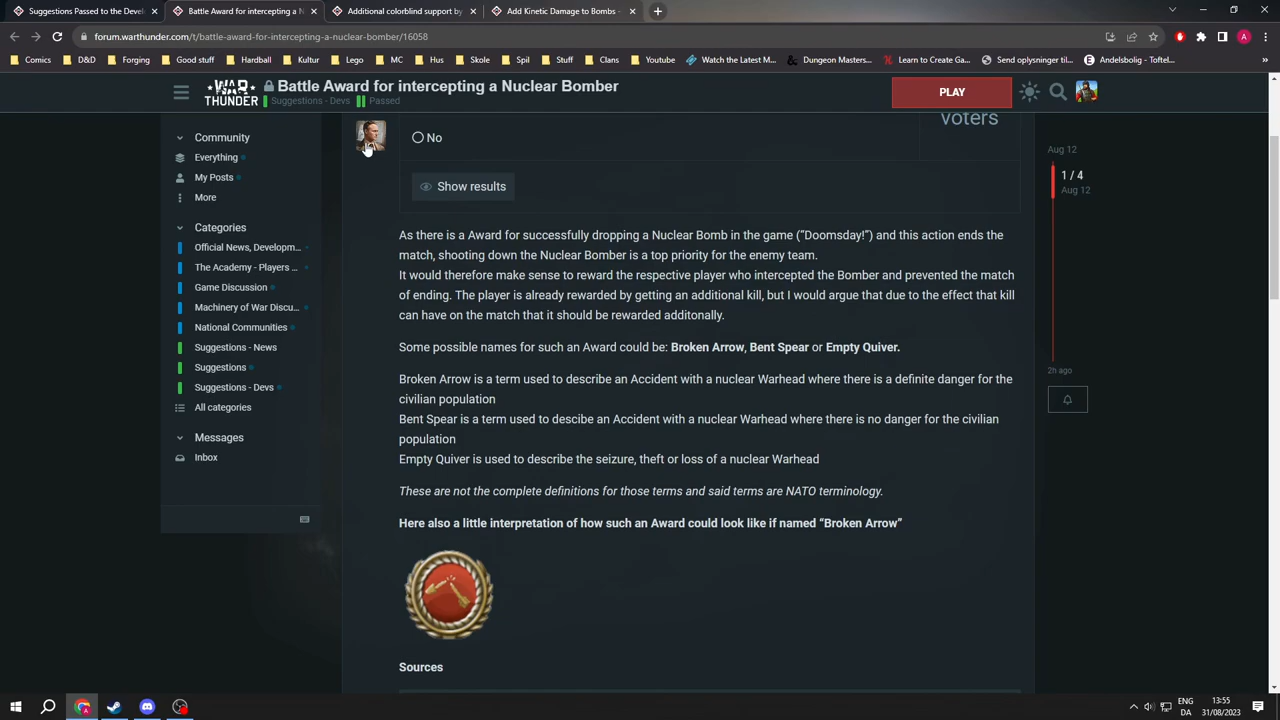 Suggestions Passed to the Develo
Battle Award for intercepting a N
Additional colorblind support by
Add Kinetic Damage to Bombs -
forum.warthunder.com/t/battle-award-for-intercepting-a-nuclear-bomber/16058
Comics
D&D
Forging
Good Stuff
Hardball
Kultur
Lego
MC
Hus
Skole
Spil
Stuff
Clans
Youtube
Watch the Latest M...
Dungeon Masters...
Learn to Create Ga...
Send oplysninger til...
Andelsbolig - Toftel...
WAR THUNDER
Battle Award for intercepting a Nuclear Bomber
Suggestions - Devs
Passed
PLAY
Community
Everything
My Posts
More
Categories
Official News, Developm...
The Academy - Players ...
Game Discussion
Machinery of War Discu...
National Communities
Suggestions - News
Suggestions
Suggestions - Devs
All categories
Messages
Inbox
No
voters
Show results
As there is a Award for successfully dropping a Nuclear Bomb in the game (“Doomsday!”) and this action ends the
match, shooting down the Nuclear Bomber is a top priority for the enemy team.
It would therefore make sense to reward the respective player who intercepted the Bomber and prevented the match
of ending. The player is already rewarded by getting an additional kill, but I would argue that due to the effect that kill
can have on the match that it should be rewarded additonally.
Some possible names for such an Award could be: Broken Arrow, Bent Spear or Empty Quiver.
Broken Arrow is a term used to describe an Accident with a nuclear Warhead where there is a definite danger for the
civilian population
Bent Spear is a term used to descibe an Accident with a nuclear Warhead where there is no danger for the civilian
population
Empty Quiver is used to describe the seizure, theft or loss of a nuclear Warhead
These are not the complete definitions for those terms and said terms are NATO terminology.
Here also a little interpretation of how such an Award could look like if named “Broken Arrow”
Sources
Aug 12
1 / 4
Aug 12
2h ago
ENG
DA
13:55
31/08/2023